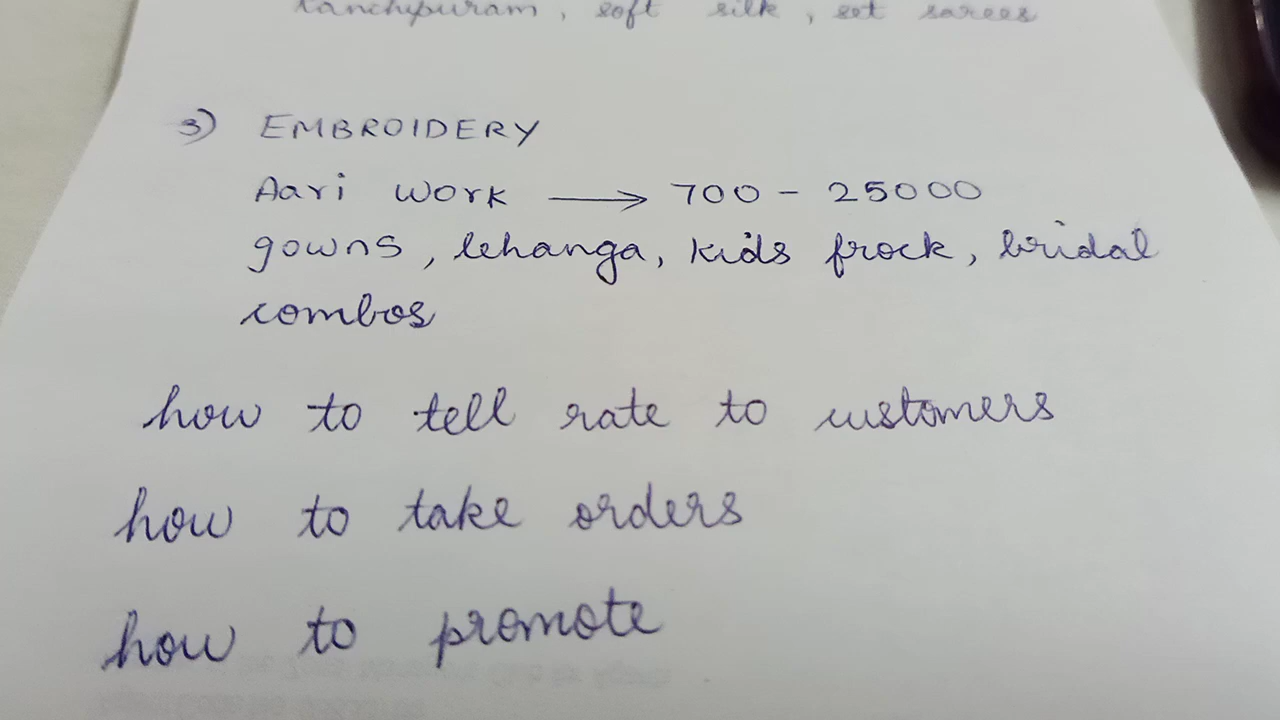 Kanchipuram, soft silk, set sarees
3) EMBROIDERY
Aari work → 700 - 25000
gowns, lehanga, kids frock, bridal
combos
how to tell rate to customers
how to take orders
how to promote